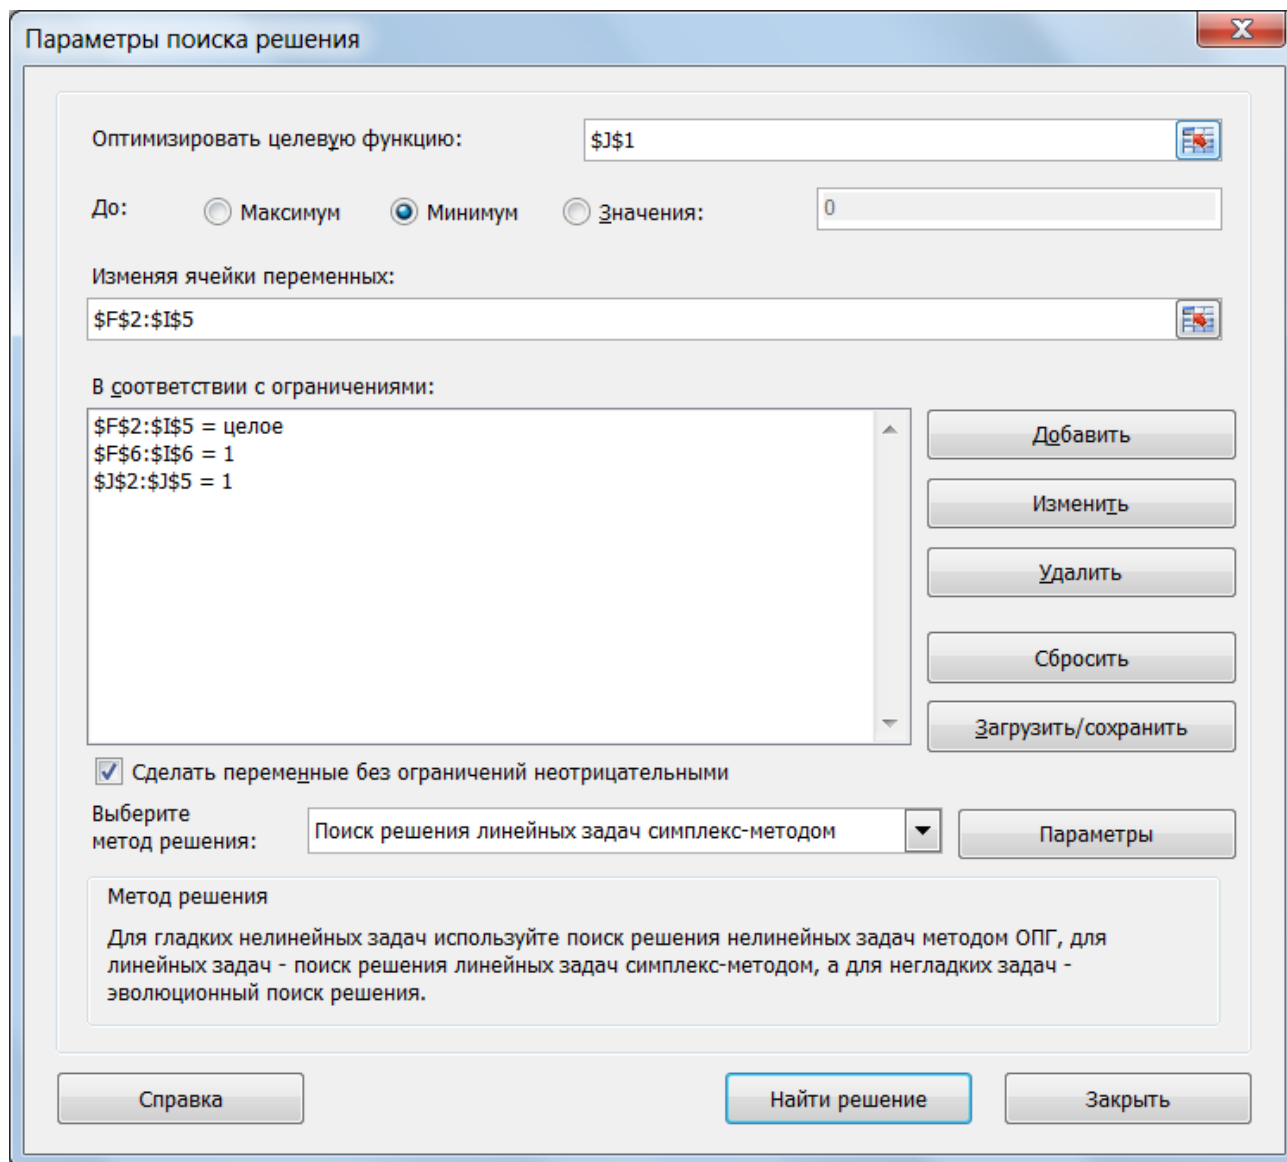 Параметры поиска решения
Оптимизировать целевую функцию:
$J$1
До:
Максимум
Минимум
Значения:
0
Изменяя ячейки переменных:
$F$2:$I$5
В соответствии с ограничениями:
$F$2:$I$5 = целое
$F$6:$I$6 = 1
$J$2:$J$5 = 1
Добавить
Изменить
Удалить
Сбросить
Загрузить/сохранить
Сделать переменные без ограничений неотрицательными
Выберите
метод решения:
Поиск решения линейных задач симплекс-методом
Параметры
Метод решения
Для гладких нелинейных задач используйте поиск решения нелинейных задач методом ОПГ, для
линейных задач - поиск решения линейных задач симплекс-методом, а для негладких задач -
эволюционный поиск решения.
Справка
Найти решение
Закрыть